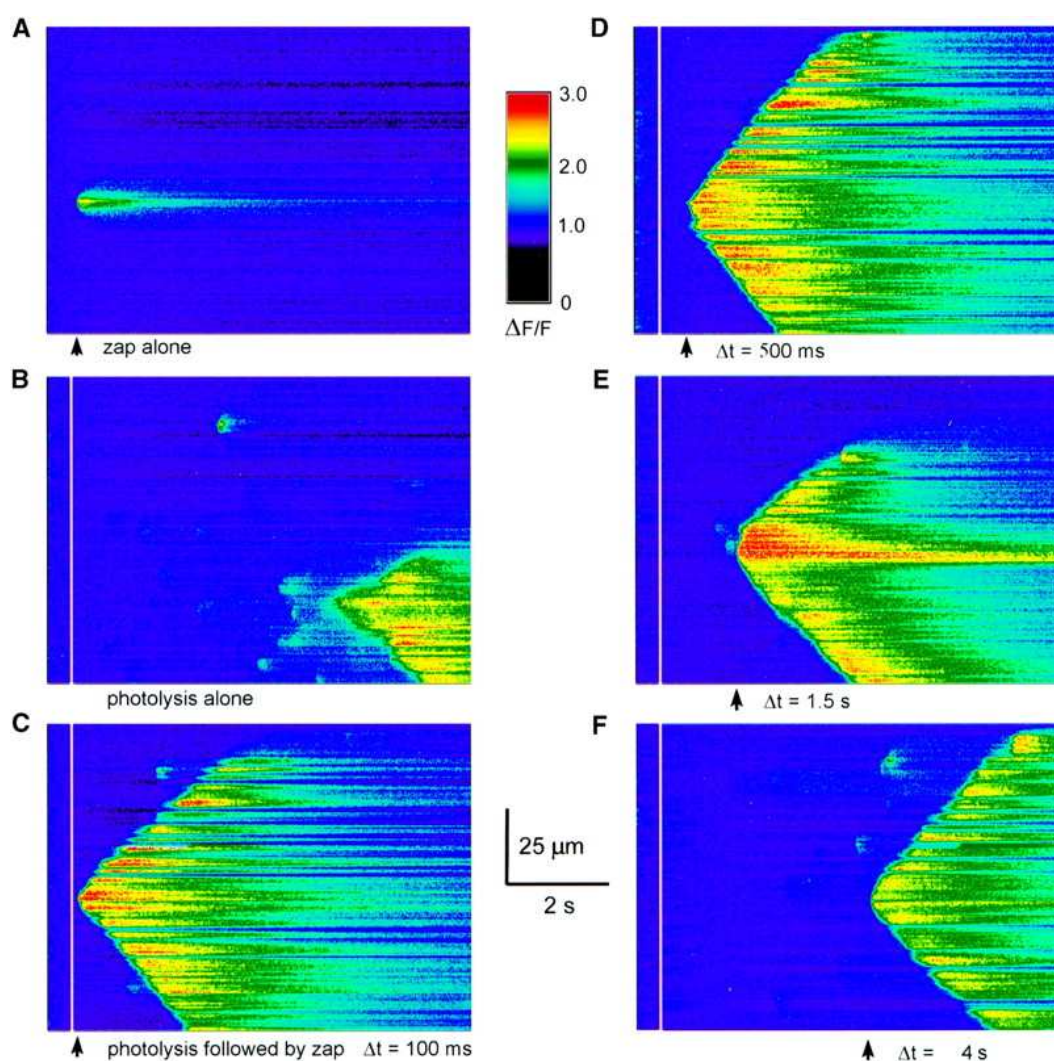 A
zap alone
3.0
2.0
1.0
0
ΔF/F
B
photolysis alone
C
photolysis followed by zap Δt = 100 ms
25 μm
2 s
D
Δt = 500 ms
E
Δt = 1.5 s
F
Δt = 4 s